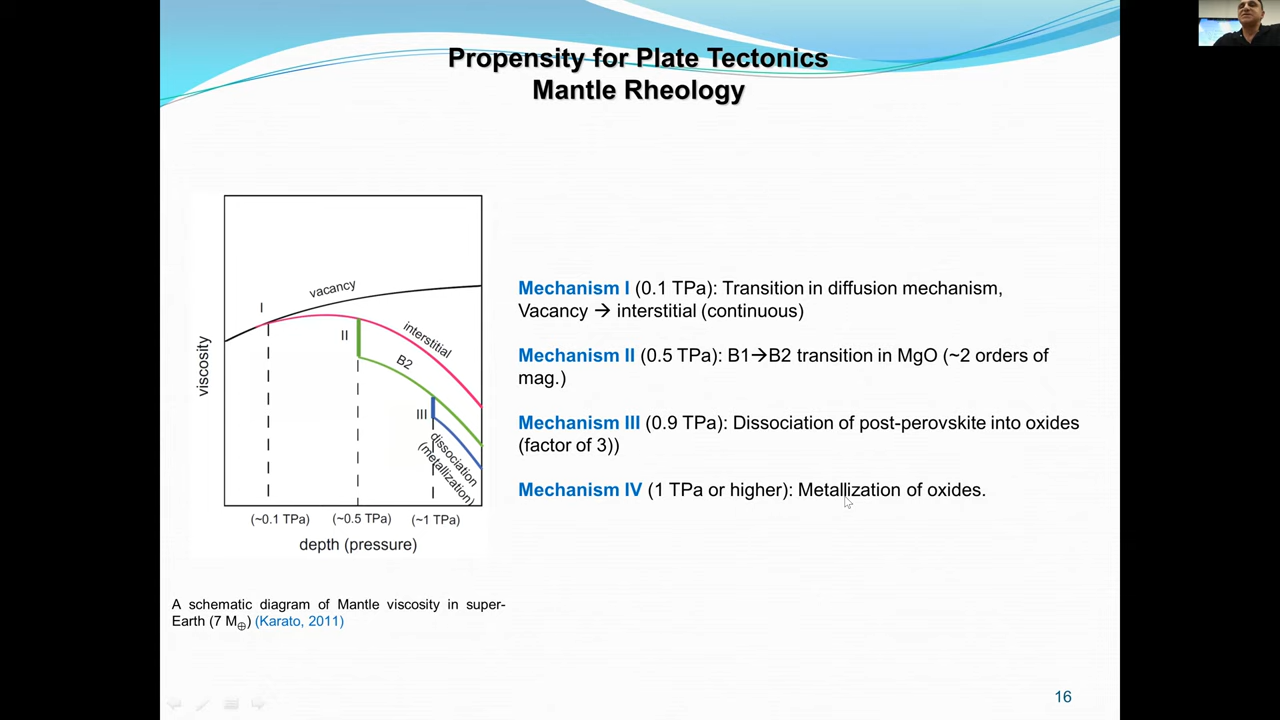 Propensity for Plate Tectonics
Mantle Rheology
I
vacancy
II
interstitial
B2
III
dissociation
(metallization)
viscosity
(~0.1 TPa)
(~0.5 TPa)
(~1 TPa)
depth (pressure)
A schematic diagram of Mantle viscosity in super-
Earth (7 M⊕) (Karato, 2011)
Mechanism I (0.1 TPa): Transition in diffusion mechanism,
Vacancy → interstitial (continuous)
Mechanism II (0.5 TPa): B1→B2 transition in MgO (~2 orders of
mag.)
Mechanism III (0.9 TPa): Dissociation of post-perovskite into oxides
(factor of 3))
Mechanism IV (1 TPa or higher): Metallization of oxides.
16